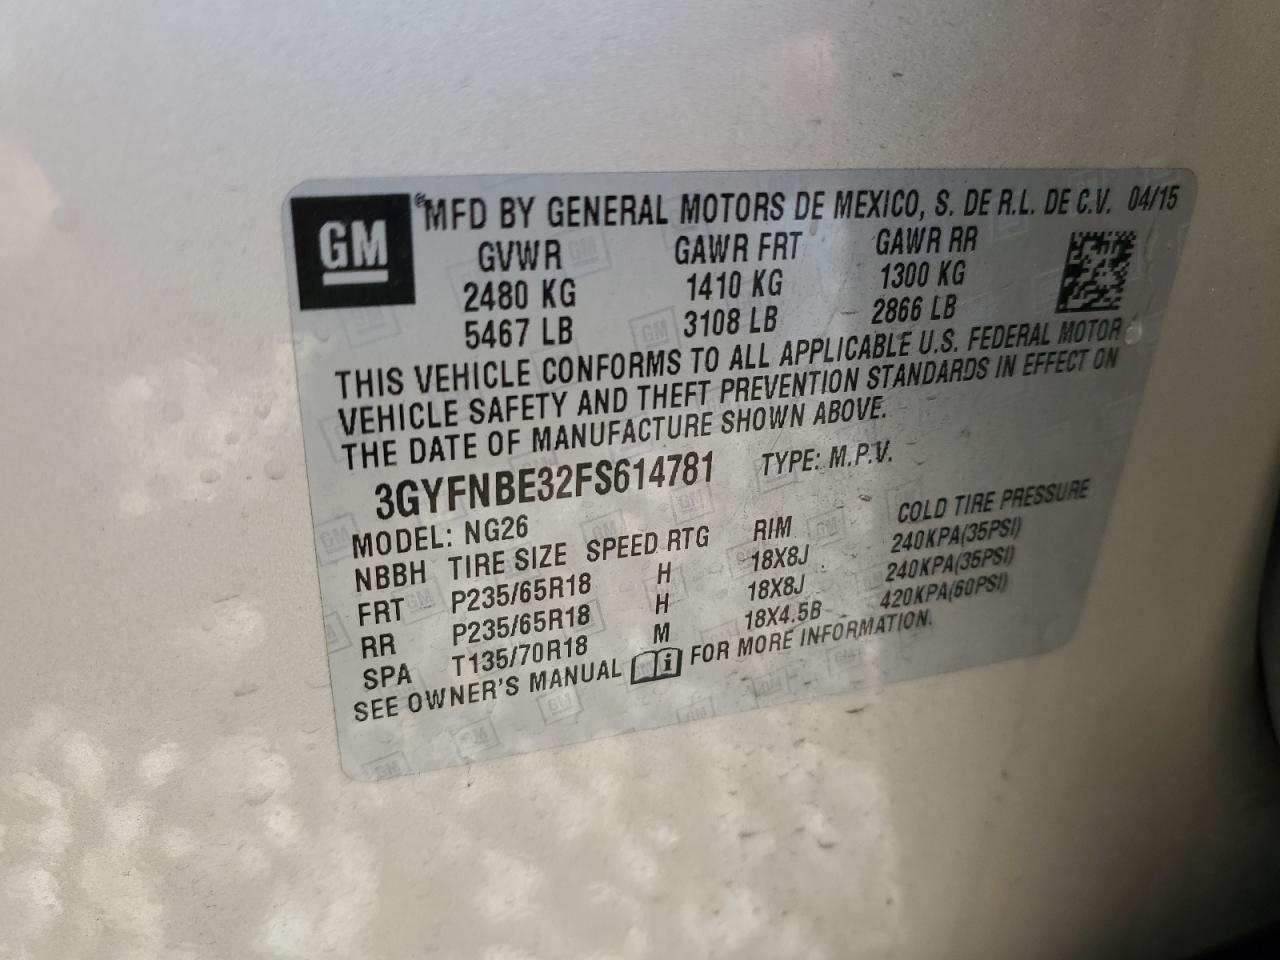 GM
MFD BY GENERAL MOTORS DE MEXICO, S. DE R.L. DE C.V. 04/15
GVWR GAWR FRT GAWR RR
2480 KG 1410 KG 1300 KG
5467 LB 3108 LB 2866 LB
THIS VEHICLE CONFORMS TO ALL APPLICABLE U.S. FEDERAL MOTOR
VEHICLE SAFETY AND THEFT PREVENTION STANDARDS IN EFFECT ON
THE DATE OF MANUFACTURE SHOWN ABOVE.
3GYFNBE32FS614781 TYPE: M.P.V.
MODEL: NG26
NBBH TIRE SIZE SPEED RTG RIM COLD TIRE PRESSURE
FRT P235/65R18 H 18X8J 240KPA(35PSI)
RR P235/65R18 H 18X8J 240KPA(35PSI)
SPA T135/70R18 M 18X4.5B 420KPA(60PSI)
SEE OWNER'S MANUAL i FOR MORE INFORMATION.